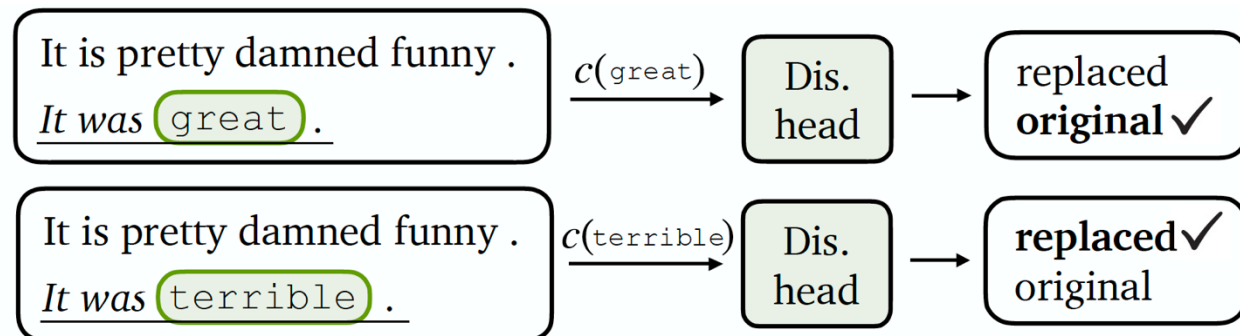 It is pretty damned funny .
It was great .
c(great)
Dis.
head
replaced
original ✓
It is pretty damned funny .
It was terrible .
c(terrible)
Dis.
head
replaced ✓
original